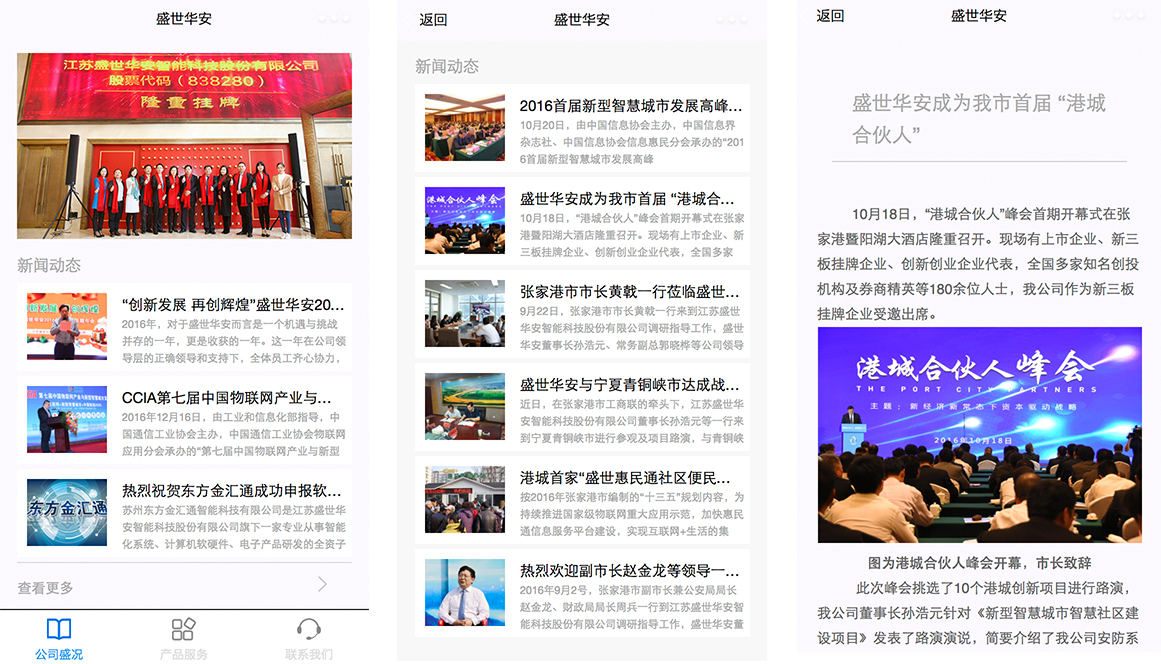 盛世华安
江苏盛世华安智能科技股份有限公司
股票代码（838280）
隆重挂牌
新闻动态
“创新发展 再创辉煌”盛世华安20...
2016年，对于盛世华安而言是一个机遇与挑战
并存的一年，更是收获的一年。这一年在公司领
导层的正确领导和支持下，全体员工齐心协力，
CCIA第七届中国物联网产业与...
2016年12月16日，由工和信息化部指导，中
国通信工业协会主办，中国通信工业协会物联网
应用分会承办的“第七届中国物联网产业与新型
东方金汇通
热烈祝贺东方金汇通成功申报软...
苏州东方金汇通智能科技有限公司是江苏盛世华
安智能科技股份有限公司旗下一家专业从事智能
化系统、计算机软硬件、电子产品研发的全资子
查看更多
公司盛况
产品服务
联系我们
返回
盛世华安
新闻动态
2016首届新型智慧城市发展高峰...
10月20日，由中国信息协会主办，中国信息界
杂志社、中国信息协会信息惠民分会承办的“201
6首届新型智慧城市发展高峰
港城合伙人峰会
盛世华安成为我市首届 “港城合...
10月18日，“港城合伙人”峰会首期开幕式在张家
港暨阳湖大酒店隆重召开。现场有上市企业、新
三板挂牌企业、创新创业企业代表，全国多家
张家港市市长黄戟一行莅临盛世...
9月22日，张家港市市长黄戟一行来到江苏盛世
华安智能科技股份有限公司调研指导工作，盛世
华安董事长孙浩元、常务副总郭晓桦等公司领导
盛世华安与宁夏青铜峡市达成战...
近日，在张家港市工商联的牵头下，江苏盛世华
安智能科技股份有限公司董事长孙浩元等一行来
到宁夏青铜峡市进行参观及项目路演，与青铜峡
港城首家“盛世惠民通社区便民...
按2016年张家港市编制的“十三五”规划内容，为
持续推进国家级物联网重大应用示范，加快惠民
通信息服务平台建设，实现互联网+生活的集
热烈欢迎副市长赵金龙等领导一...
2016年9月2号，张家港市副市长兼公安局局长
赵金龙、财政局局长周兵一行到江苏盛世华安智
能科技股份有限公司调研指导工作，盛世华安董
返回
盛世华安
盛世华安成为我市首届 “港城
合伙人”
10月18日，“港城合伙人”峰会首期开幕式在张
家港暨阳湖大酒店隆重召开。现场有上市企业、新三
板挂牌企业、创新创业企业代表，全国多家知名创投
机构及券商精英等180余位人士，我公司作为新三板
挂牌企业受邀出席。
港城合伙人峰会
THE PORT CITY PARTNERS
主题：新经济新常态下资本驱动战略
2016年10月18日
图为港城合伙人峰会开幕，市长致辞
此次峰会挑选了10个港城创新项目进行路演，
我公司董事长孙浩元针对《新型智慧城市智慧社区建
设项目》发表了路演演说，简要介绍了我公司安防系